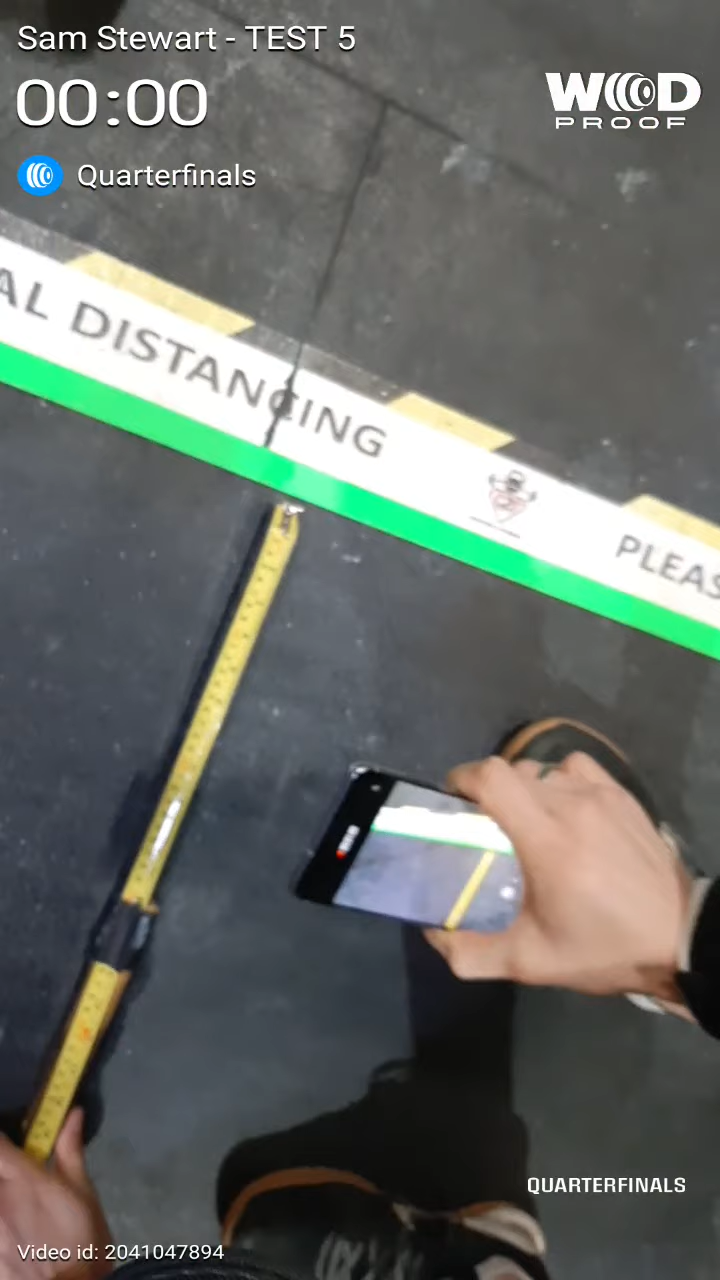 Sam Stewart - TEST 5
00:00
WOD
PROOF
Quarterfinals
AL DISTANCING
PLEAS
QUARTERFINALS
Video id: 2041047894